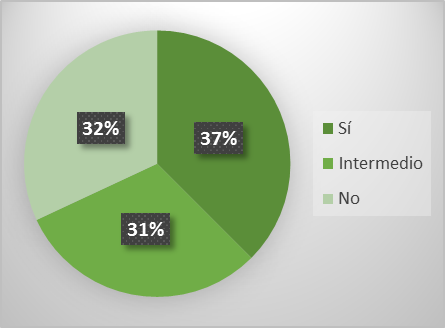 37%
31%
32%
Sí
Intermedio
No